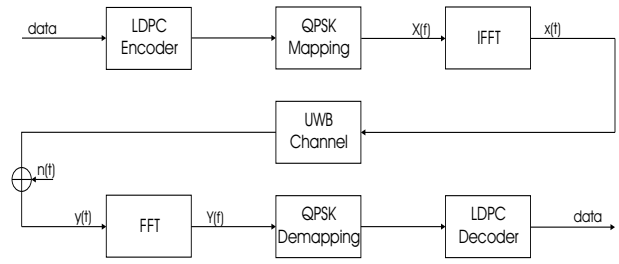 data
LDPC
Encoder
QPSK
Mapping
X(f)
IFFT
x(t)
UWB
Channel
n(t)
y(t)
FFT
Y(f)
QPSK
Demapping
LDPC
Decoder
data